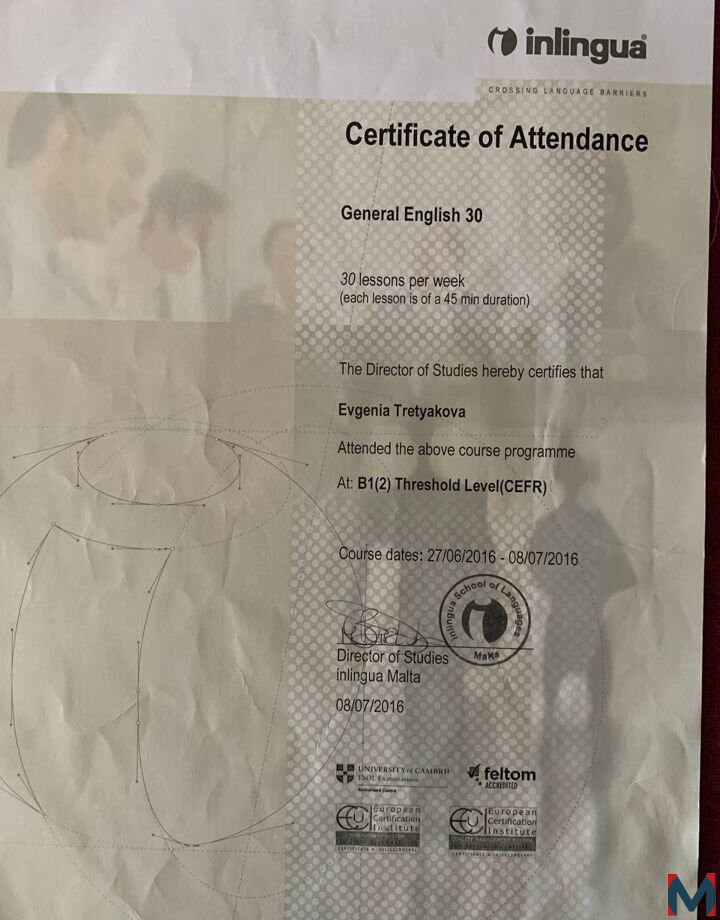 inlingua®
CROSSING LANGUAGE BARRIERS
Certificate of Attendance
General English 30
30 lessons per week
(each lesson is of a 45 min duration)
The Director of Studies hereby certifies that
Evgenia Tretyakova
Attended the above course programme
At: B1(2) Threshold Level(CEFR)
Course dates: 27/06/2016 - 08/07/2016
Inlingua School of Languages
Malta
Director of Studies
inlingua Malta
08/07/2016
UNIVERSITY of CAMBRI
ESOL Examinations
Authorised Centre
feltom
ACCREDITED
European
Certification
Institute
European
Certification
Institute
M